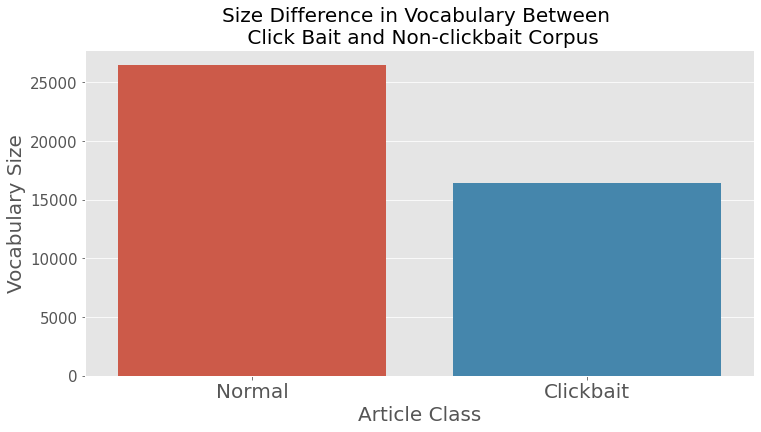 Size Difference in Vocabulary Between
Click Bait and Non-clickbait Corpus
Vocabulary Size
25000
20000
15000
10000
5000
0
Normal
Clickbait
Article Class